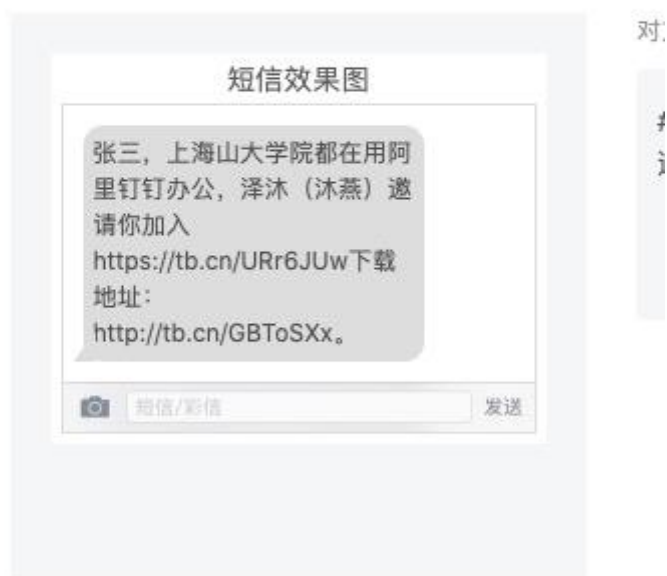 短信效果图
张三，上海山大学院都在用阿
里钉钉办公，泽沐（沐燕）邀
请你加入
https://tb.cn/URr6JUw下载
地址：
http://tb.cn/GBToSXx。
短信/彩信
发送
对
#